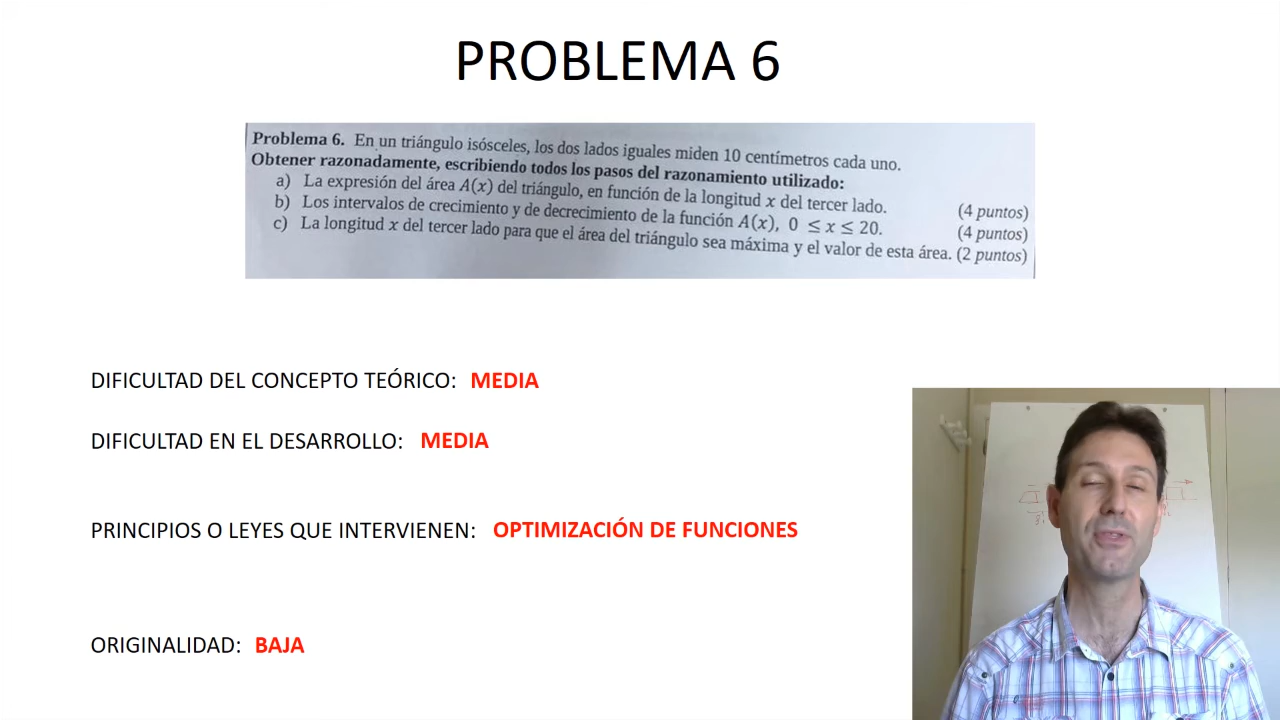 PROBLEMA 6
Problema 6. En un triángulo isósceles, los dos lados iguales miden 10 centímetros cada uno.
Obtener razonadamente, escribiendo todos los pasos del razonamiento utilizado:
a) La expresión del área A(x) del triángulo, en función de la longitud x del tercer lado. (4 puntos)
b) Los intervalos de crecimiento y de decrecimiento de la función A(x), 0 ≤ x ≤ 20. (4 puntos)
c) La longitud x del tercer lado para que el área del triángulo sea máxima y el valor de esta área. (2 puntos)
DIFICULTAD DEL CONCEPTO TEÓRICO: MEDIA
DIFICULTAD EN EL DESARROLLO: MEDIA
PRINCIPIOS O LEYES QUE INTERVIENEN: OPTIMIZACIÓN DE FUNCIONES
ORIGINALIDAD: BAJA